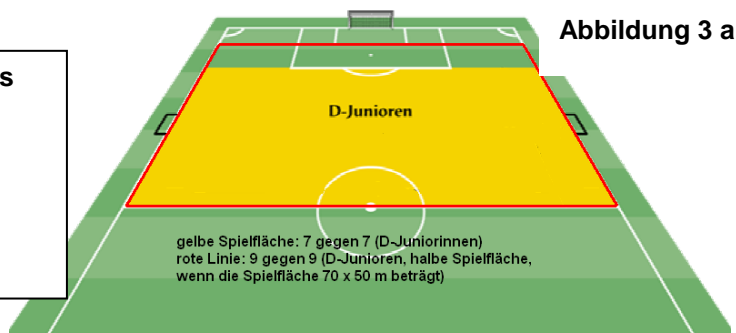 Abbildung 3 a
s
D-Junioren
gelbe Spielfläche: 7 gegen 7 (D-Juniorinnen)
rote Linie: 9 gegen 9 (D-Junioren, halbe Spielfläche,
wenn die Spielfläche 70 x 50 m beträgt)